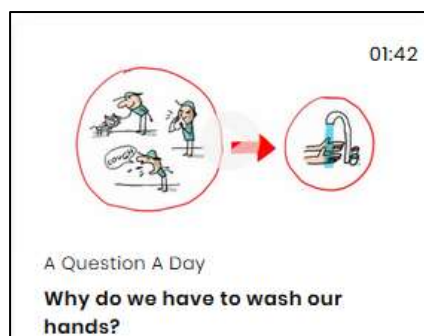 01:42
COUGH!
A Question A Day
Why do we have to wash our
hands?